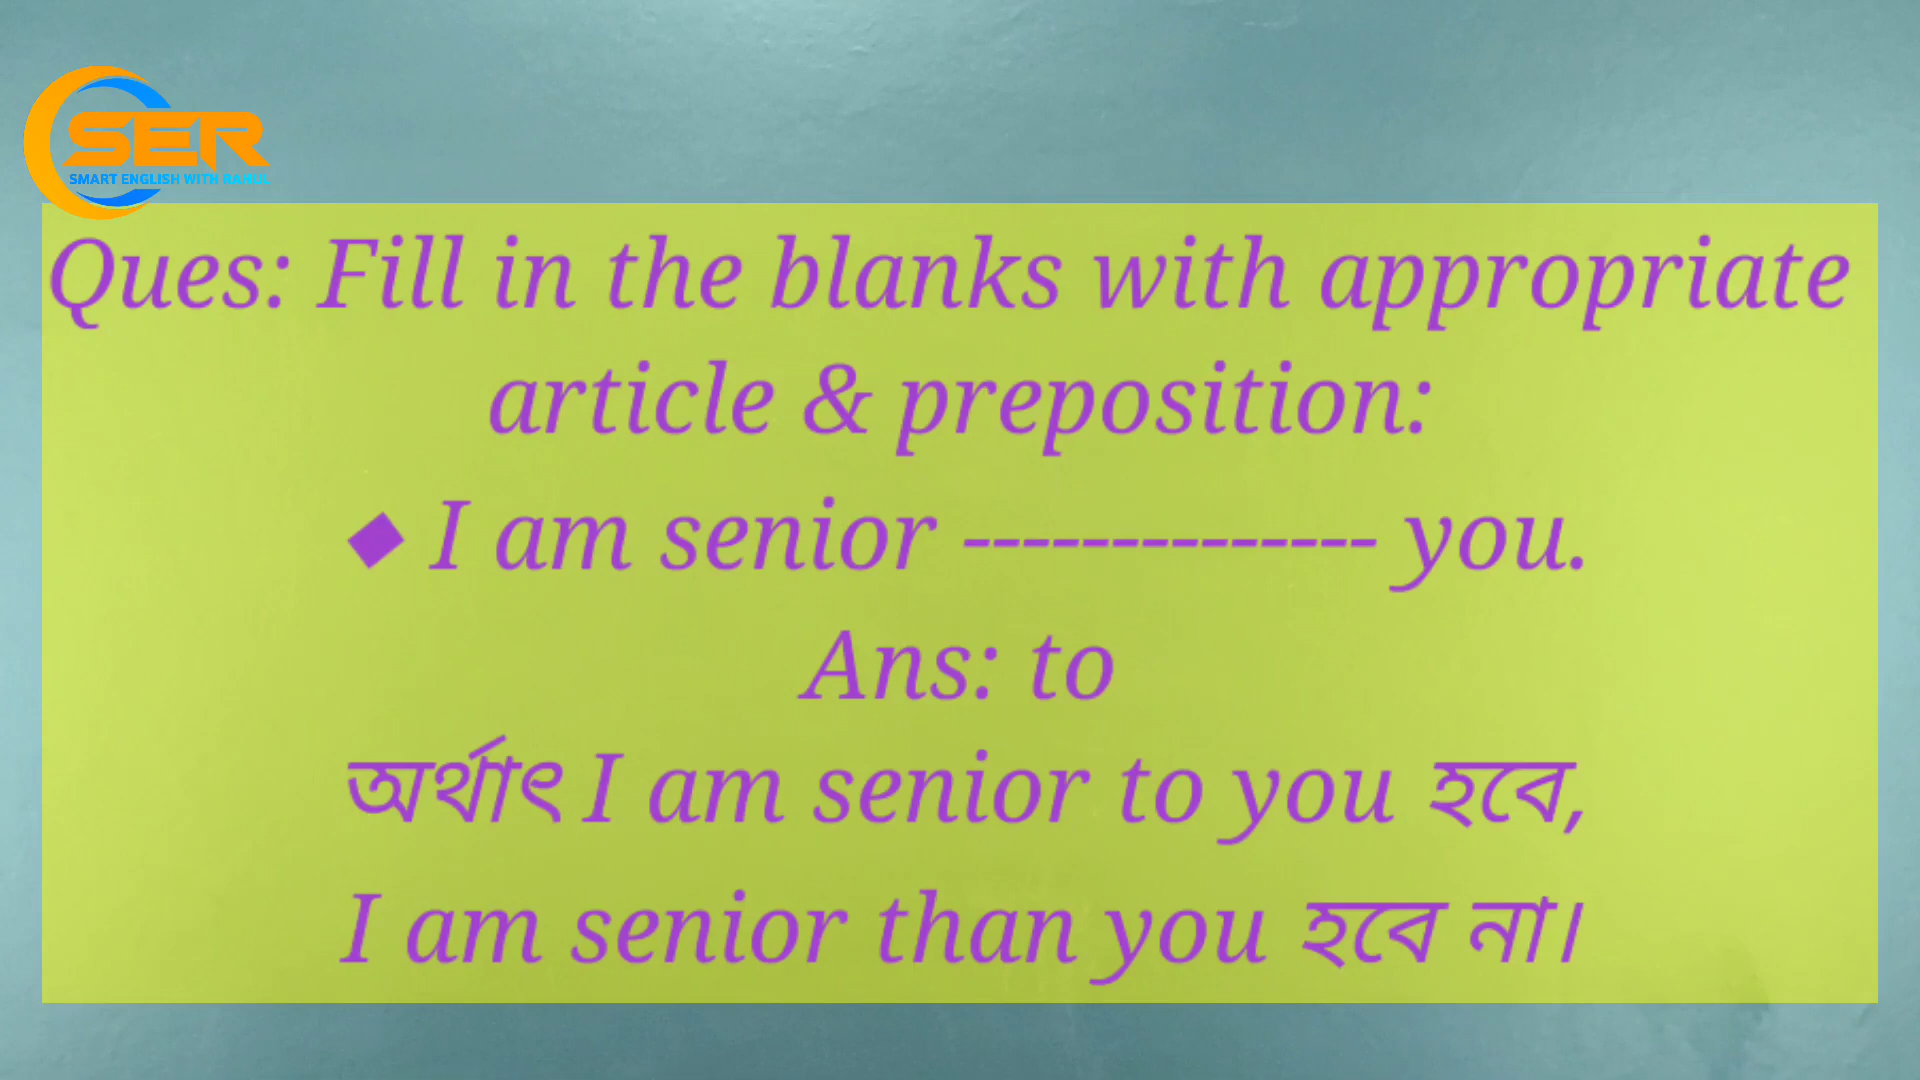 SER
SMART ENGLISH WITH RAHUL
Ques: Fill in the blanks with appropriate
article & preposition:
◆ I am senior -------------- you.
Ans: to
অর্থাৎ I am senior to you হবে,
I am senior than you হবে না।